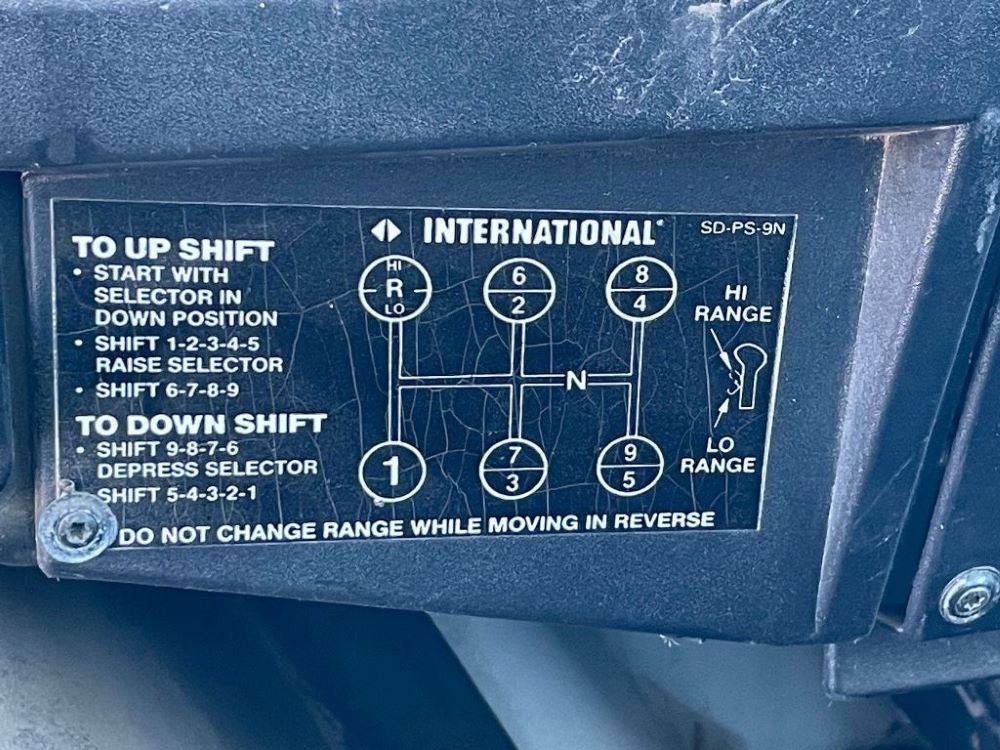 INTERNATIONAL®
SD-PS-9N
TO UP SHIFT
• START WITH
SELECTOR IN
DOWN POSITION
• SHIFT 1-2-3-4-5
RAISE SELECTOR
• SHIFT 6-7-8-9
TO DOWN SHIFT
• SHIFT 9-8-7-6
DEPRESS SELECTOR
SHIFT 5-4-3-2-1
HI
R
LO
6
2
8
4
N
1
7
3
9
5
HI
RANGE
LO
RANGE
DO NOT CHANGE RANGE WHILE MOVING IN REVERSE